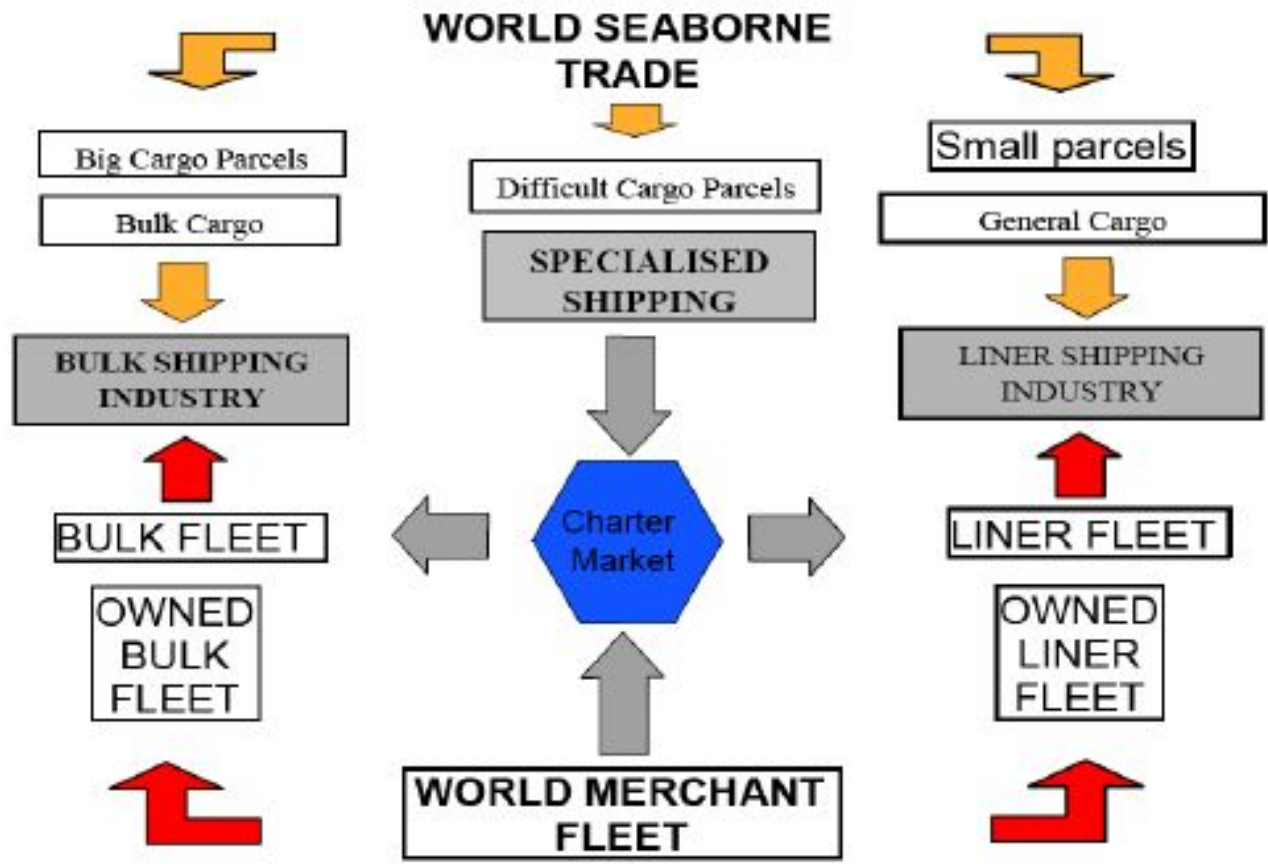 WORLD SEABORNE
TRADE
Big Cargo Parcels
Bulk Cargo
BULK SHIPPING
INDUSTRY
BULK FLEET
OWNED
BULK
FLEET
Difficult Cargo Parcels
SPECIALISED
SHIPPING
Charter
Market
WORLD MERCHANT
FLEET
Small parcels
General Cargo
LINER SHIPPING
INDUSTRY
LINER FLEET
OWNED
LINER
FLEET